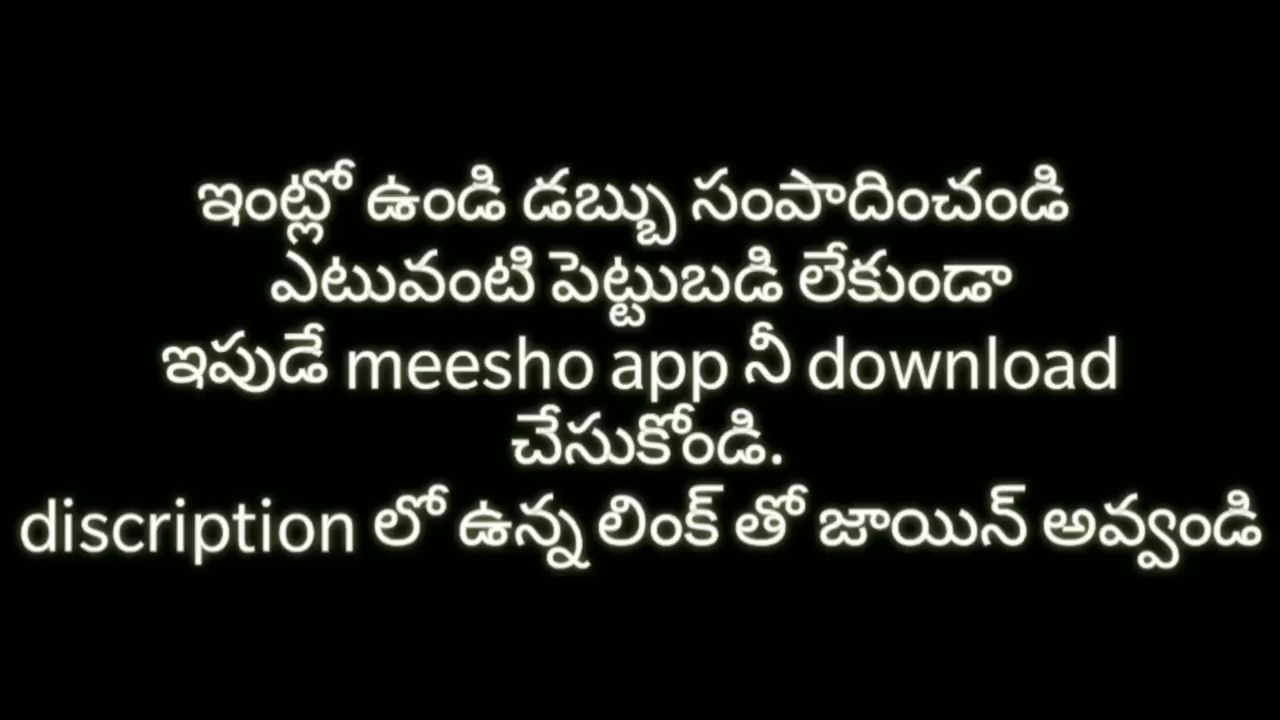 ఇంట్లో ఉండి డబ్బు సంపాదించండి
ఎటువంటి పెట్టుబడి లేకుండా
ఇపుడే meesho app నీ download
చేసుకోండి.
discription లో ఉన్న లింక్ తో జాయిన్ అవ్వండి